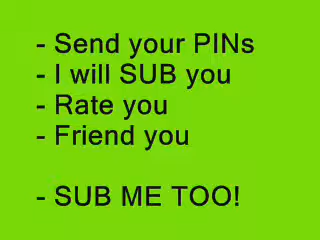 - Send your PINs
- I will SUB you
- Rate you
- Friend you
- SUB ME TOO!